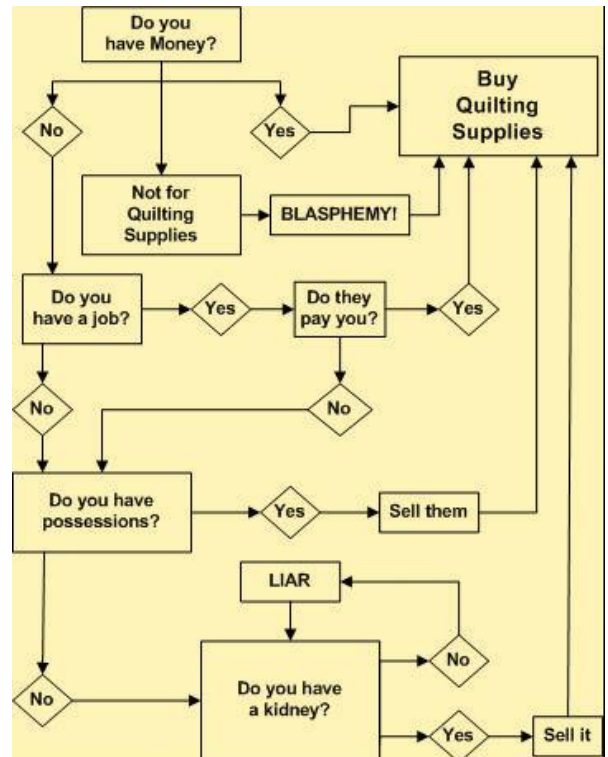 Do you
have Money?
Buy
Quilting
Supplies
No
Yes
Not for
Quilting
Supplies
BLASPHEMY!
Do you
have a job?
Yes
Do they
pay you?
Yes
No
No
Do you have
possessions?
Yes
Sell them
LIAR
No
No
Do you have
a kidney?
Yes
Sell it